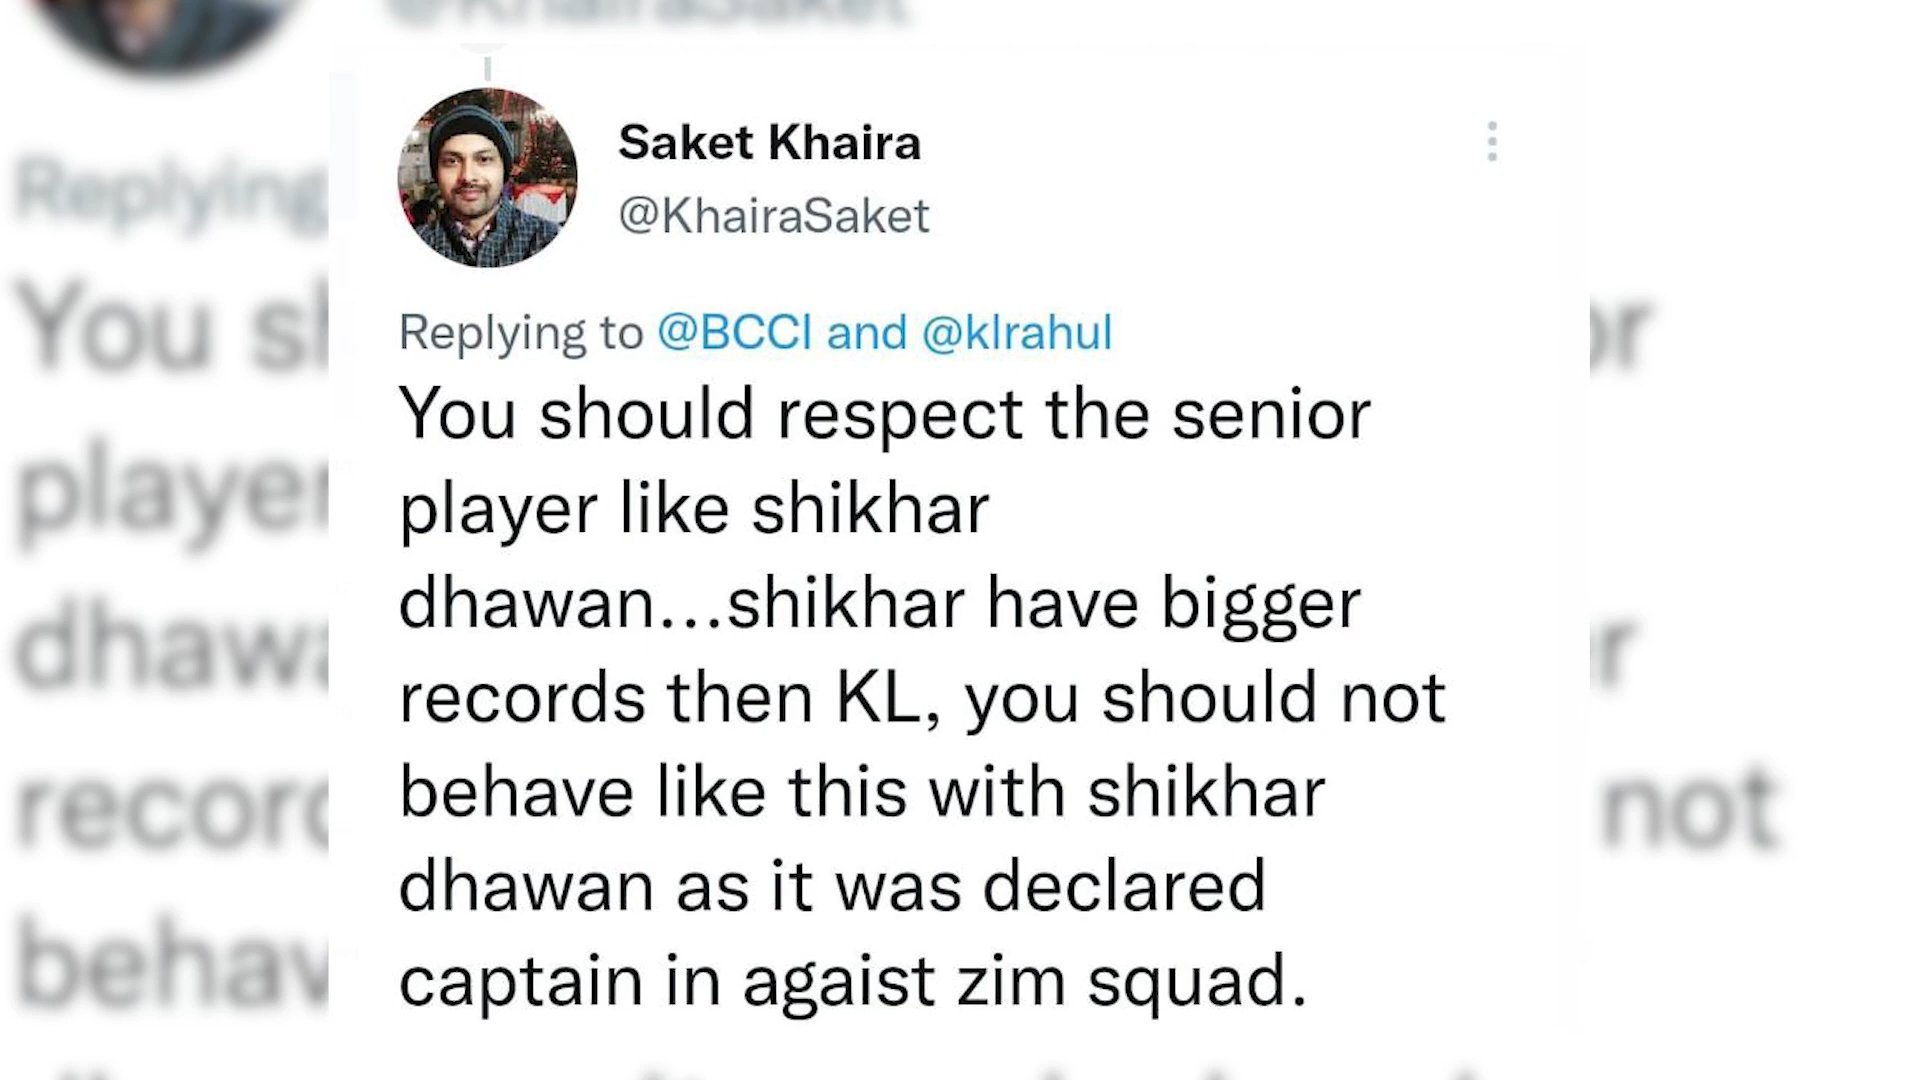 Saket Khaira
@KhairaSaket
Replying to @BCCI and @klrahul
You should respect the senior
player like shikhar
dhawan...shikhar have bigger
records then KL, you should not
behave like this with shikhar
dhawan as it was declared
captain in agaist zim squad.